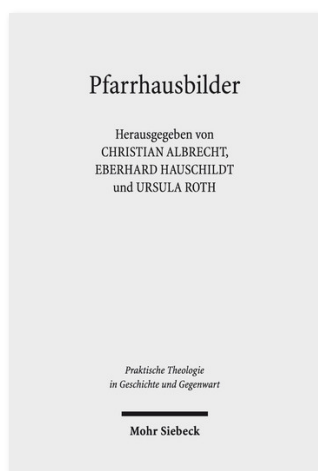 Pfarrhausbilder
Herausgegeben von
CHRISTIAN ALBRECHT,
EBERHARD HAUSCHILDT
und URSULA ROTH
Praktische Theologie
in Geschichte und Gegenwart
Mohr Siebeck